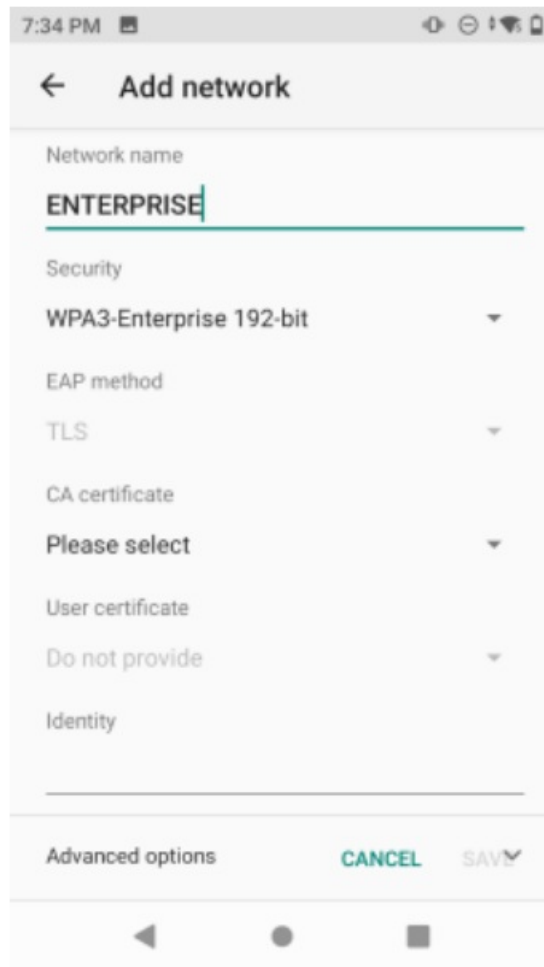 7:34 PM
Add network
Network name
ENTERPRISE
Security
WPA3-Enterprise 192-bit
EAP method
TLS
CA certificate
Please select
User certificate
Do not provide
Identity
Advanced options CANCEL SAVE